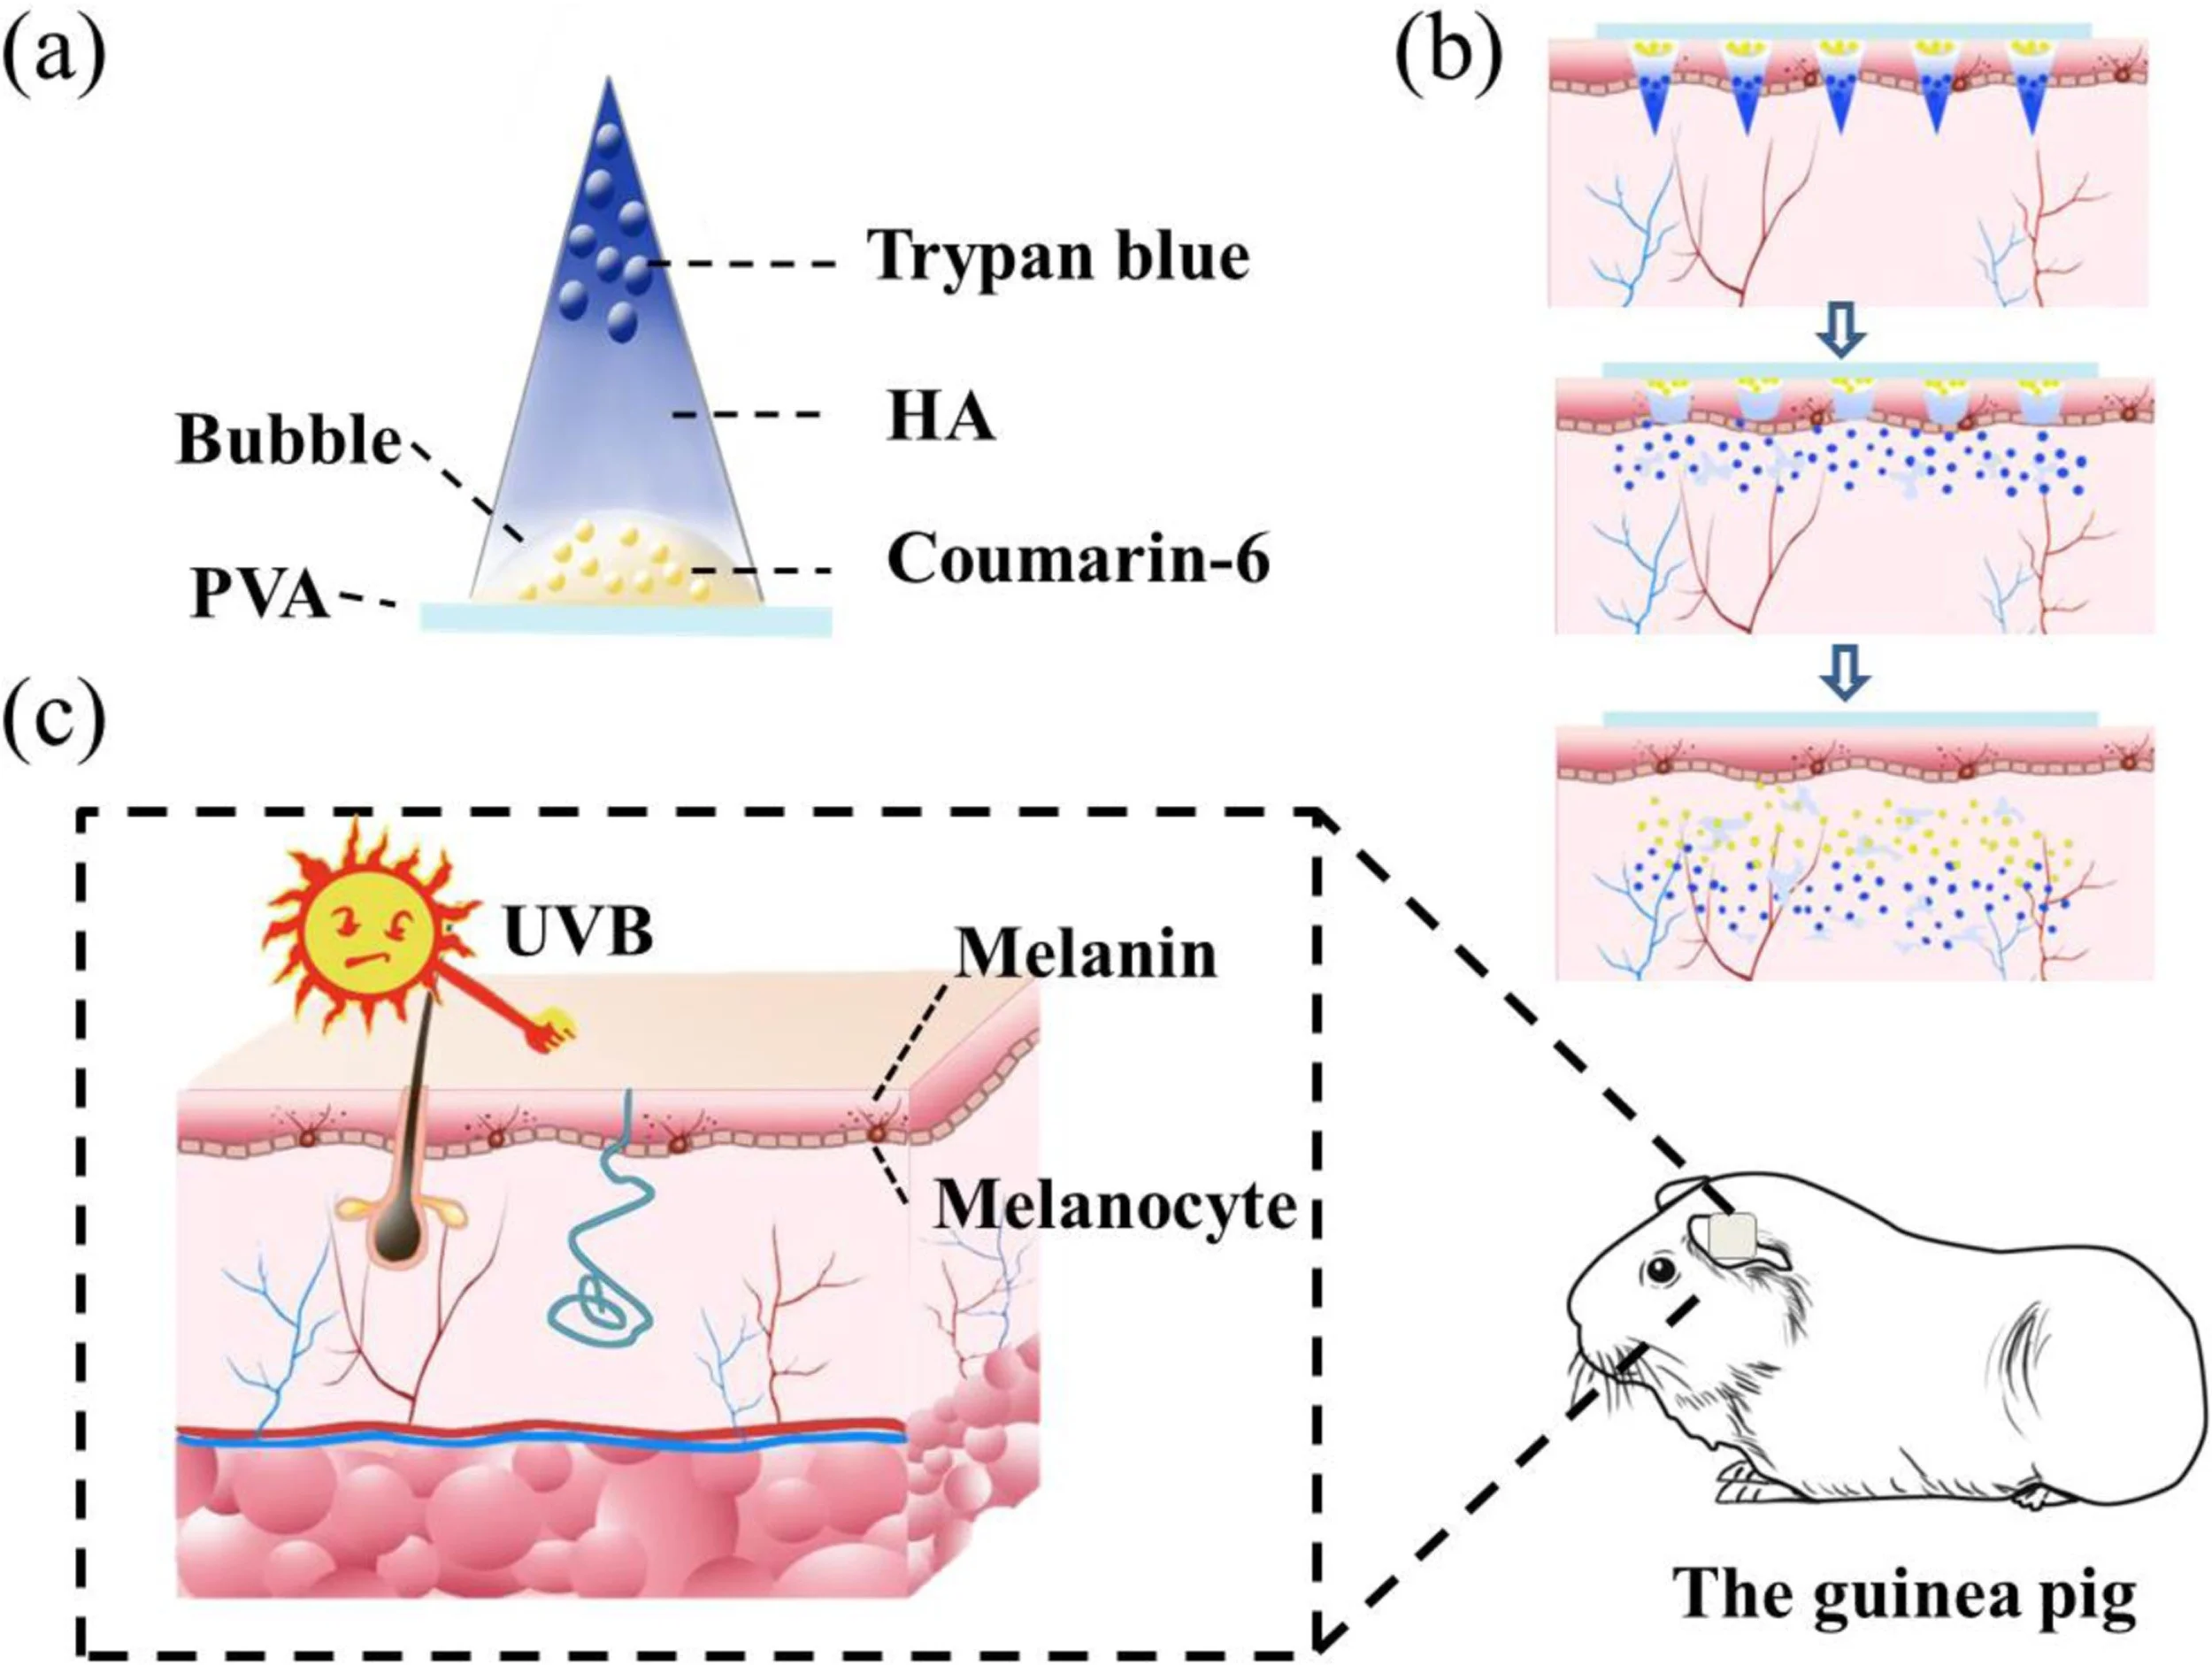 (a)
Trypan blue
HA
Bubble
Coumarin-6
PVA
(b)
(c)
UVB
Melanin
Melanocyte
The guinea pig